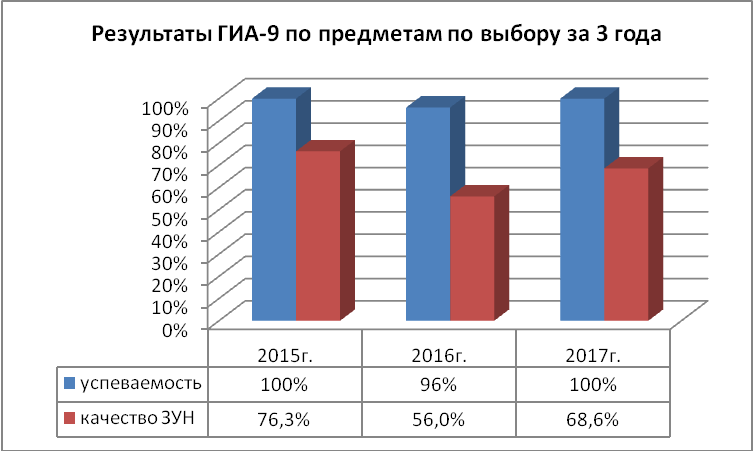 Результаты ГИА-9 по предметам по выбору за 3 года
100%
90%
80%
70%
60%
50%
40%
30%
20%
10%
0%
2015г. 2016г. 2017г.
успеваемость 100% 96% 100%
качество ЗУН 76,3% 56,0% 68,6%